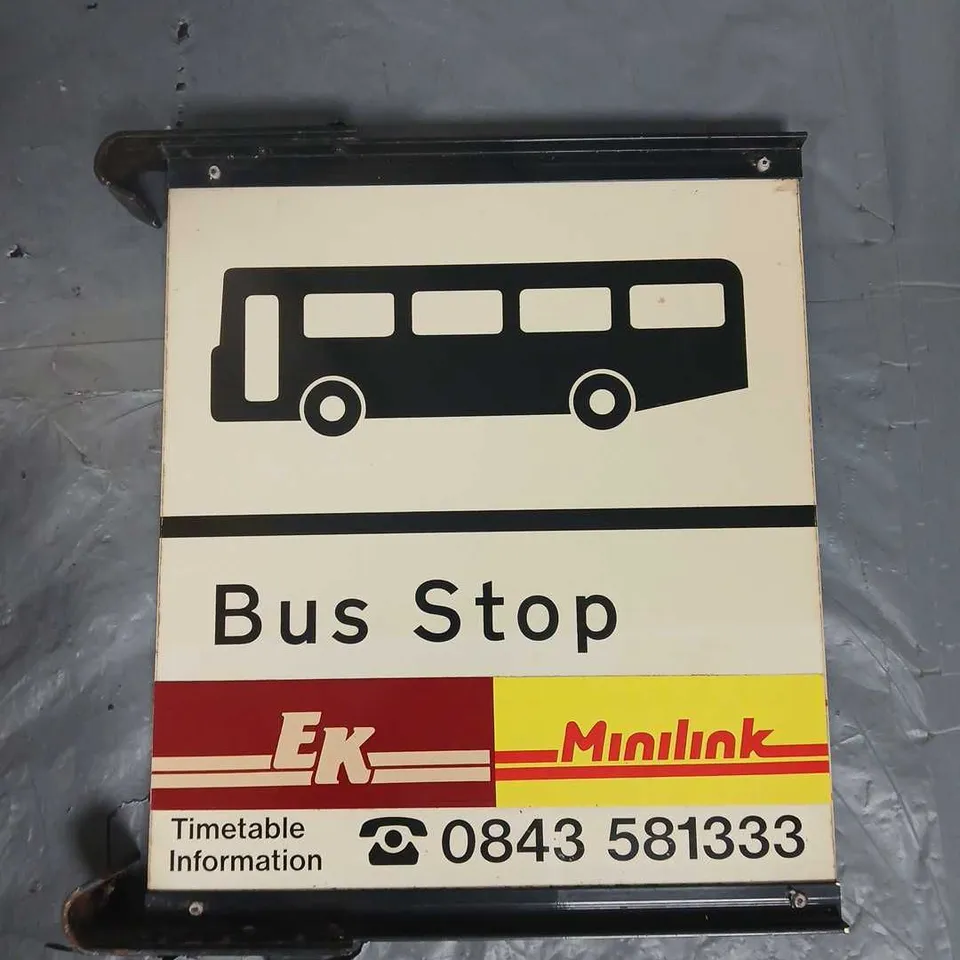 Bus Stop
EK Minilink
Timetable
Information
0843 581333